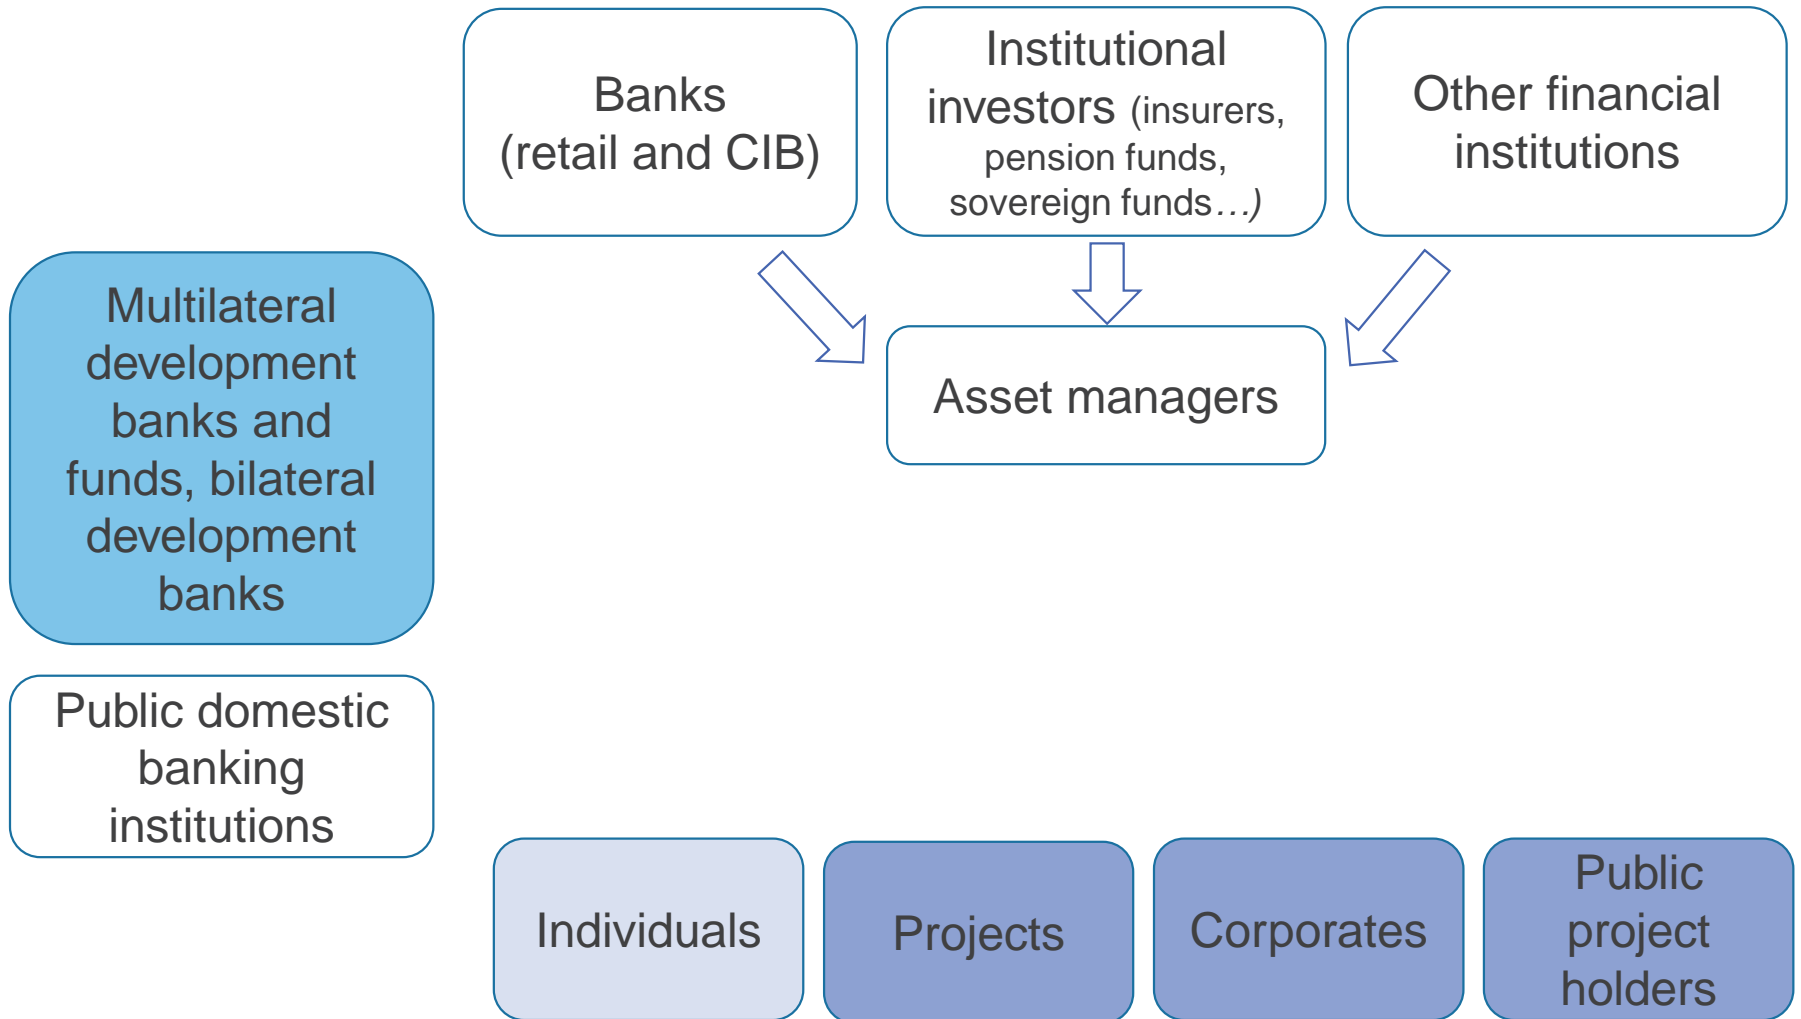 Banks
(retail and CIB)
Institutional
investors (insurers,
pension funds,
sovereign funds…)
Other financial
institutions
Asset managers
Multilateral
development
banks and
funds, bilateral
development
banks
Public domestic
banking
institutions
Individuals
Projects
Corporates
Public
project
holders